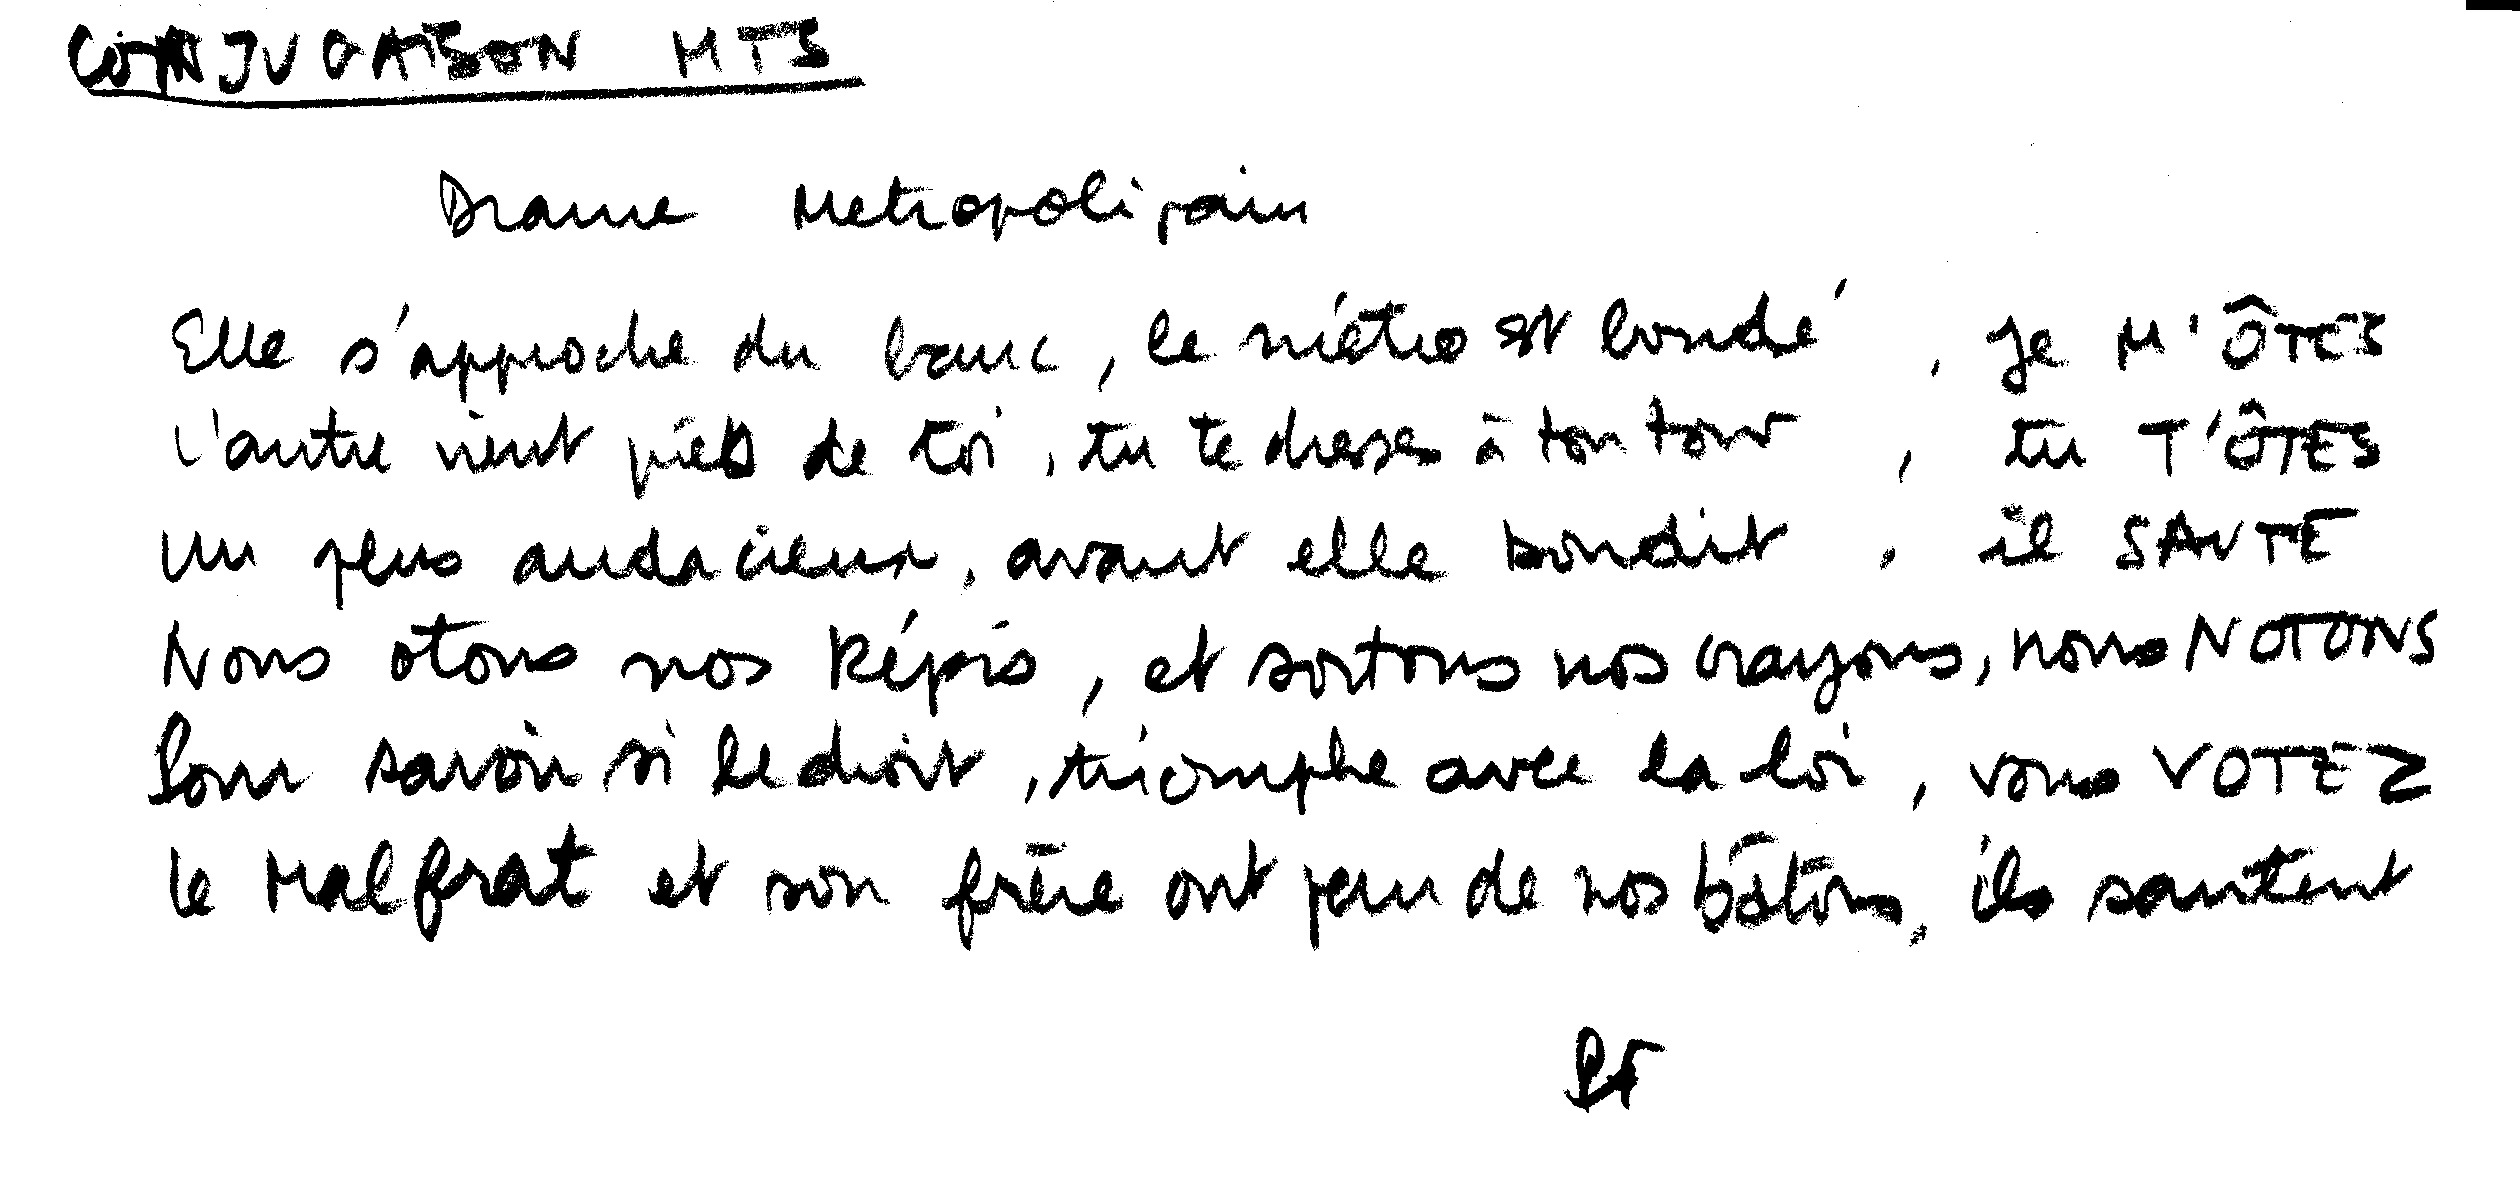 CONJUGAISON MTS
Drame Metropolitain
Elle s'approche du banc, le métro est bondé, je M'ÔTES
L'autre vient près de toi, tu te dresses à ton tour, tu T'ÔTES
Un plus audacieux, avant elle bondit, il SAUTE
Nous otons nos képis, et sortons nos crayons, nous NOTONS
Pour savoir si le droit, triomphe avec la loi, vous VOTEZ
Le Malfrat et son frère ont peur de nos bâtons, ils sautent